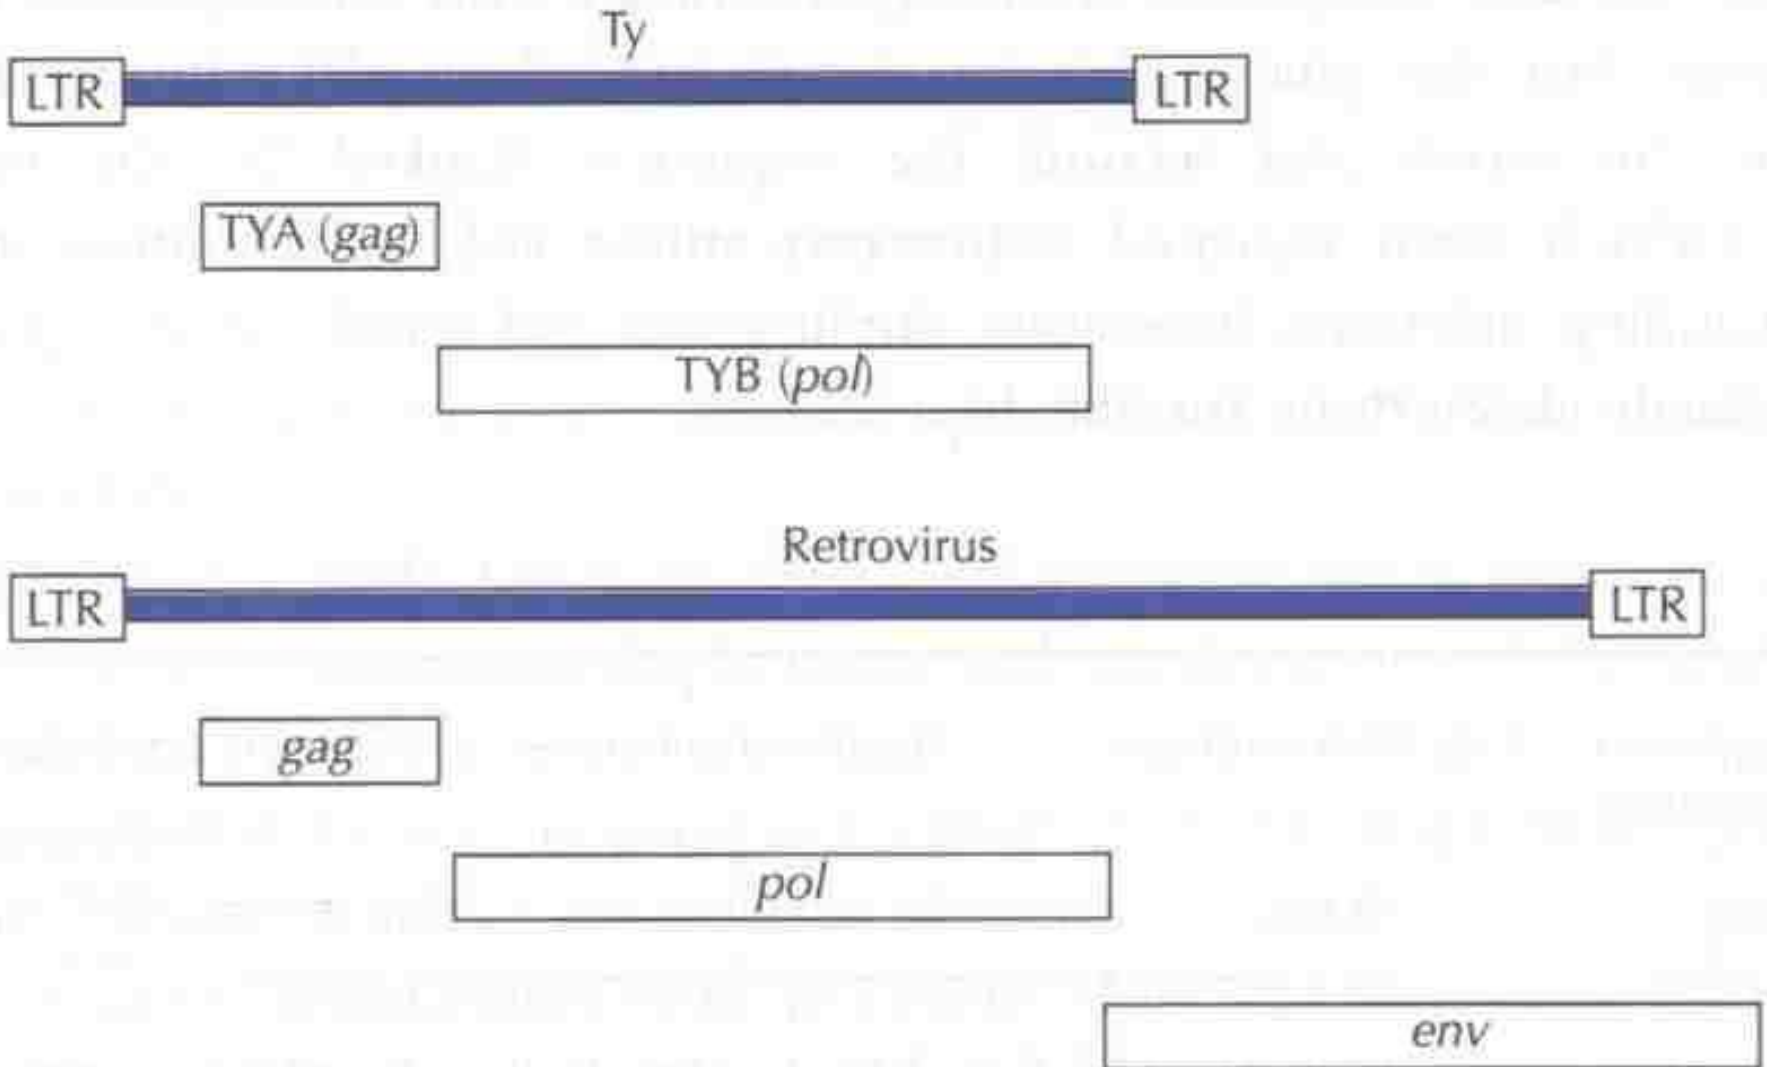 Ty
LTR LTR
TYA (gag)
TYB (pol)
Retrovirus
LTR LTR
gag
pol
env